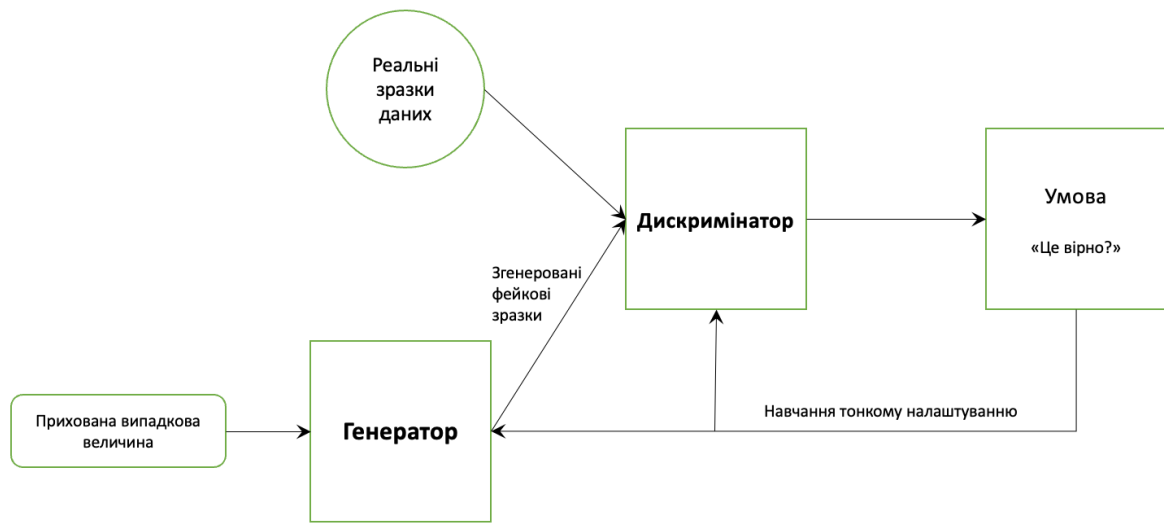 Реальні
зразки
даних
Дискримінатор
Умова
«Це вірно?»
Згенеровані
фейкові
зразки
Прихована випадкова
величина
Генератор
Навчання тонкому налаштуванню